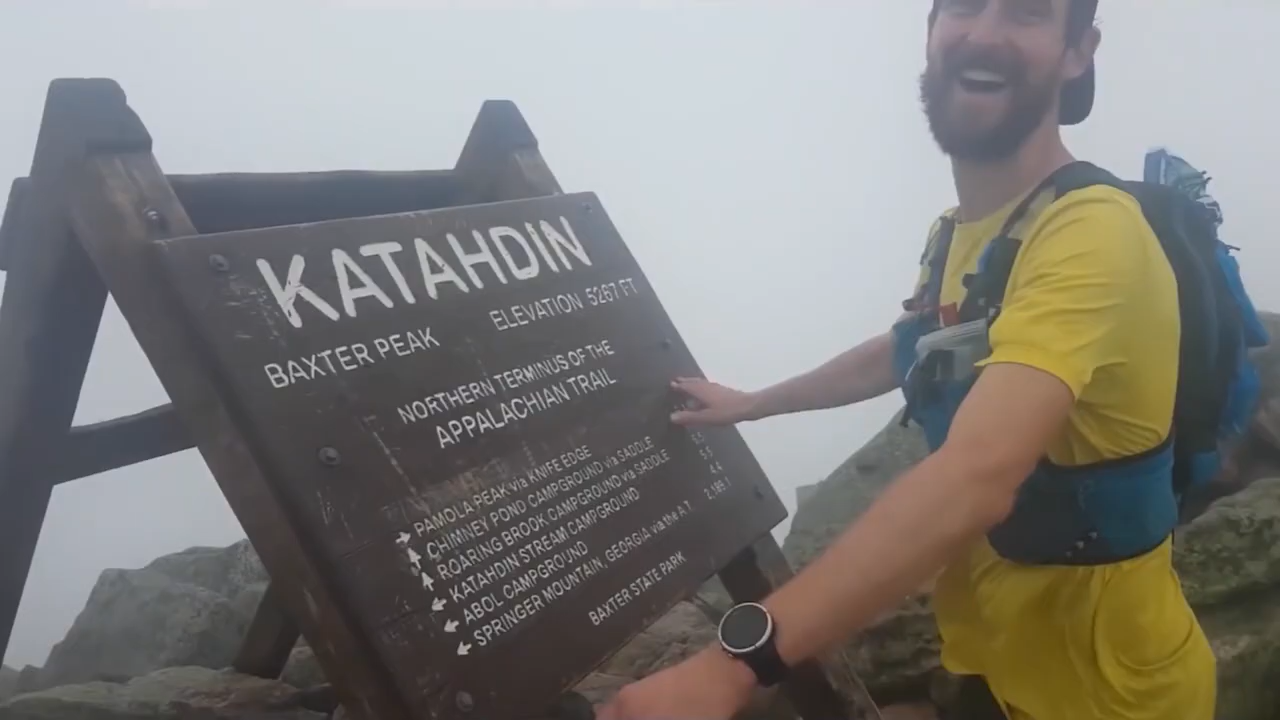 KATAHDIN
BAXTER PEAK ELEVATION 5267 FT
NORTHERN TERMINUS OF THE
APPALACHIAN TRAIL
PAMOLA PEAK via KNIFE EDGE
CHIMNEY POND CAMPGROUND via SADDLE
ROARING BROOK CAMPGROUND via SADDLE 5.5
KATAHDIN STREAM CAMPGROUND
ABOL CAMPGROUND 4.4
SPRINGER MOUNTAIN, GEORGIA via the A.T. 2,189.1
BAXTER STATE PARK